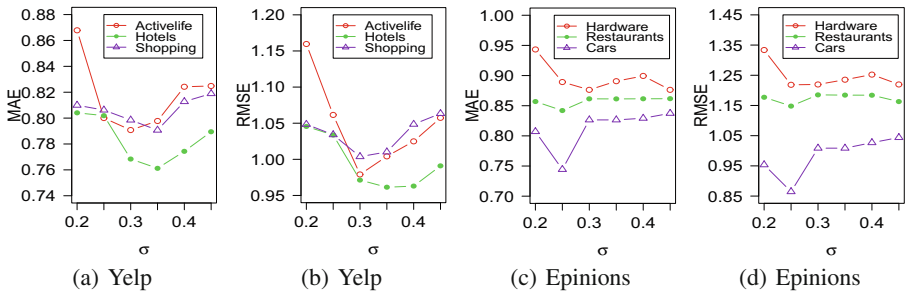 MAE
0.74 0.76 0.78 0.80 0.82 0.84 0.86 0.88
Activelife
Hotels
Shopping
0.2 0.3 0.4
σ
(a) Yelp
RMSE
0.95 1.00 1.05 1.10 1.15 1.20
Activelife
Hotels
Shopping
0.2 0.3 0.4
σ
(b) Yelp
MAE
0.70 0.75 0.80 0.85 0.90 0.95 1.00
Hardware
Restaurants
Cars
0.2 0.3 0.4
σ
(c) Epinions
RMSE
0.85 0.95 1.05 1.15 1.25 1.35 1.45
Hardware
Restaurants
Cars
0.2 0.3 0.4
σ
(d) Epinions